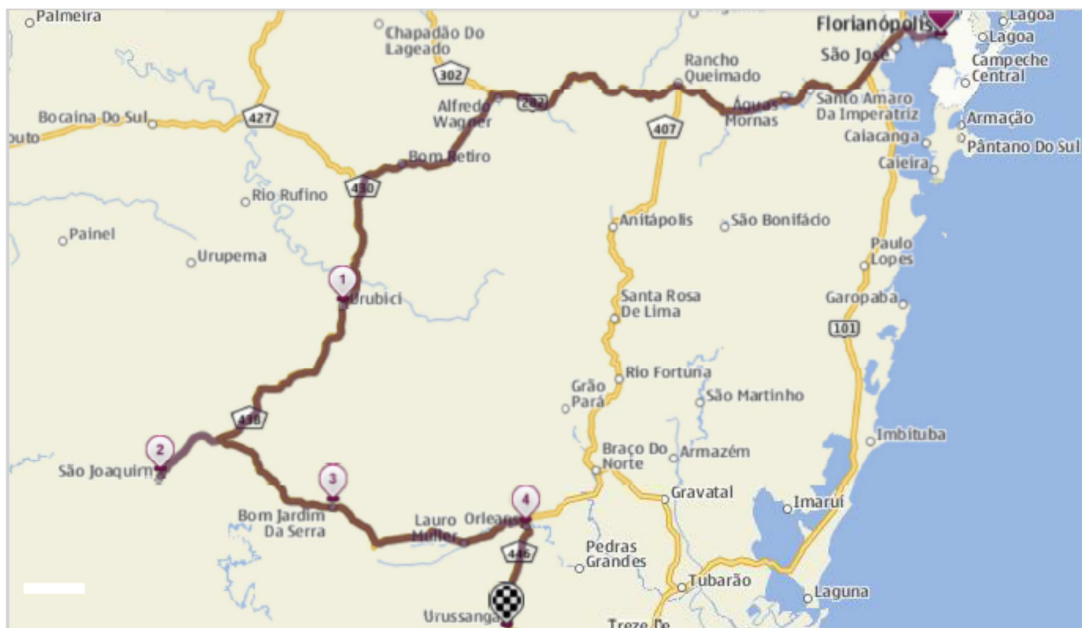 Palmeira
Chapadão Do
Lageado
Florianópolis
Lagoa
Lagoa
São José
Campeche
Central
302
Rancho
Queimado
282
Alfredo
Wagner
Águas
Mornas
Santo Amaro
Da Imperatriz
427
Bocaina Do Sul
407
Armação
Caiacanga
Pântano Do Sul
Caieira
outo
Bom Retiro
430
Rio Rufino
Anitápolis
São Bonifácio
Painel
Urupema
Paulo
Lopes
1
Urubici
Santa Rosa
De Lima
Garopaba
101
Rio Fortuna
Grão
Pará
São Martinho
438
2
São Joaquim
Imbituba
Braço Do
Norte
Armazém
3
Bom Jardim
Da Serra
4
Lauro
Müller
Orleans
Gravatal
Imaruí
446
Pedras
Grandes
Tubarão
Urussanga
Laguna
Treze De